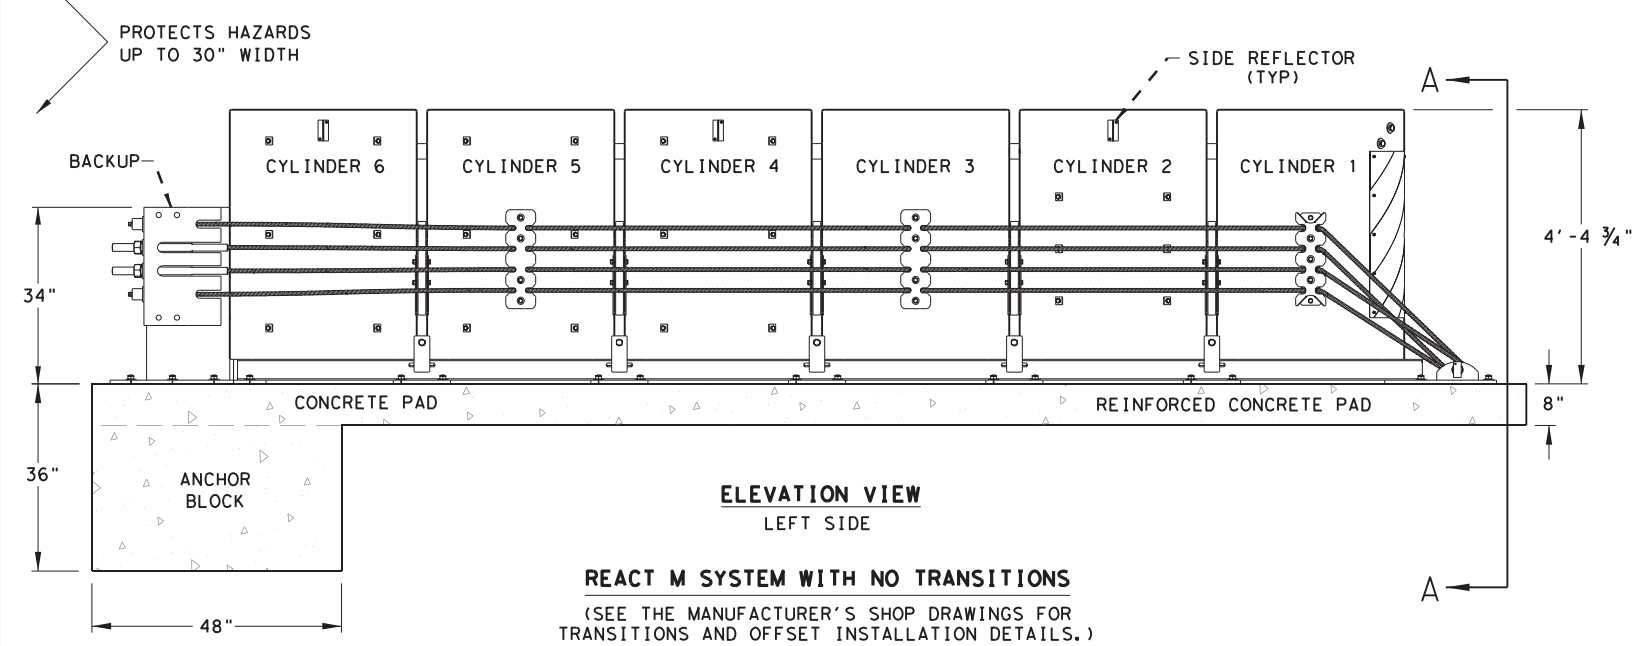 PROTECTS HAZARDS
UP TO 30" WIDTH
SIDE REFLECTOR
(TYP)
A
BACKUP
CYLINDER 6
CYLINDER 5
CYLINDER 4
CYLINDER 3
CYLINDER 2
CYLINDER 1
4'-4 ¾"
34"
CONCRETE PAD
REINFORCED CONCRETE PAD
8"
36"
ANCHOR
BLOCK
ELEVATION VIEW
LEFT SIDE
REACT M SYSTEM WITH NO TRANSITIONS
A
(SEE THE MANUFACTURER'S SHOP DRAWINGS FOR
TRANSITIONS AND OFFSET INSTALLATION DETAILS.)
48"